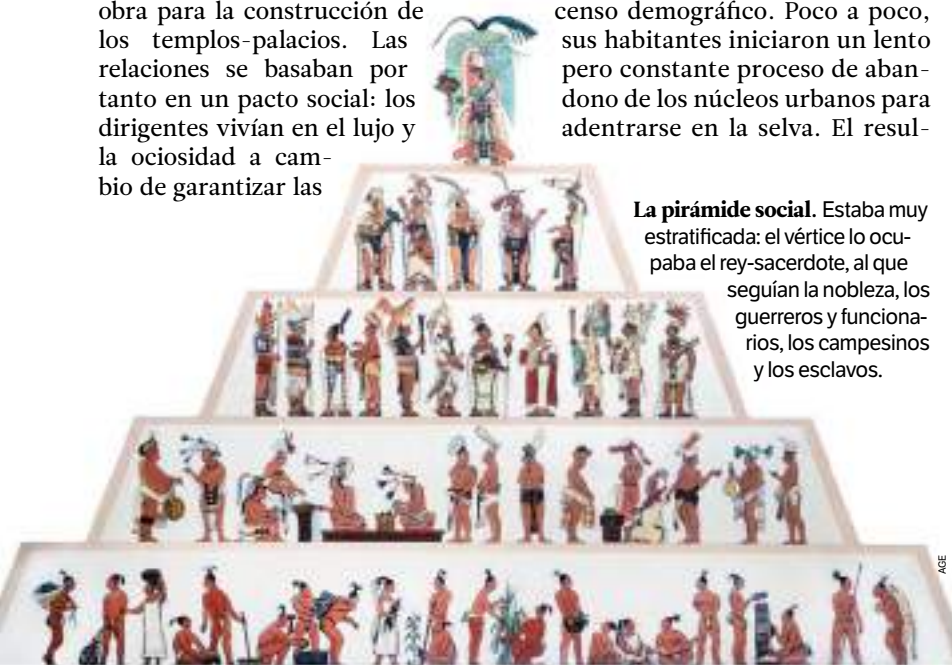 obra para la construcción de
los templos-palacios. Las
relaciones se basaban por
tanto en un pacto social: los
dirigentes vivían en el lujo y
la ociosidad a cam-
bio de garantizar las
censo demográfico. Poco a poco,
sus habitantes iniciaron un lento
pero constante proceso de aban-
dono de los núcleos urbanos para
adentrarse en la selva. El resul-
La pirámide social. Estaba muy
estratificada: el vértice lo ocu-
paba el rey-sacerdote, al que
seguían la nobleza, los
guerreros y funciona-
rios, los campesinos
y los esclavos.
AGE